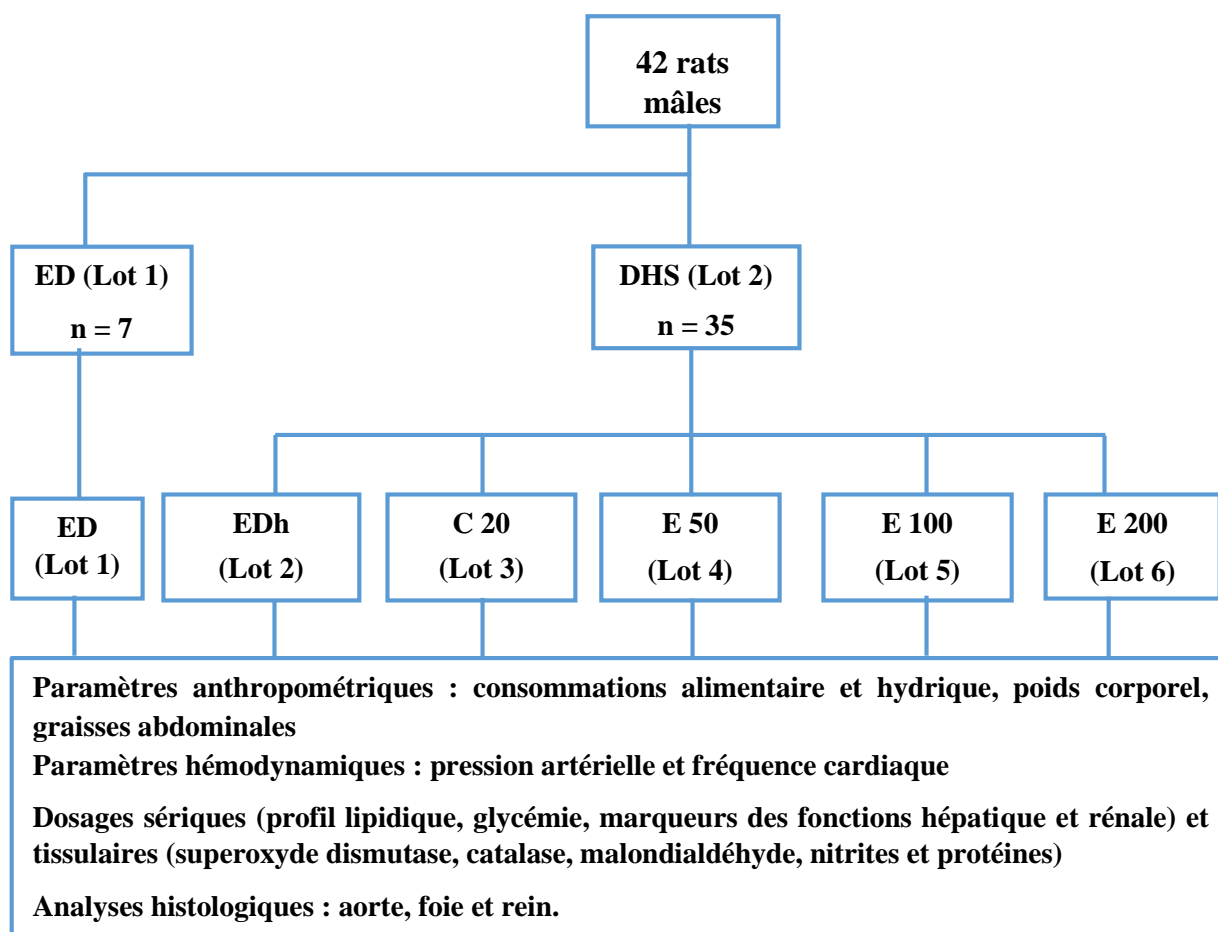 42 rats
mâles
ED (Lot 1)
n = 7
DHS (Lot 2)
n = 35
ED
(Lot 1)
EDh
(Lot 2)
C 20
(Lot 3)
E 50
(Lot 4)
E 100
(Lot 5)
E 200
(Lot 6)
Paramètres anthropométriques : consommations alimentaire et hydrique, poids corporel,
graisses abdominales
Paramètres hémodynamiques : pression artérielle et fréquence cardiaque
Dosages sériques (profil lipidique, glycémie, marqueurs des fonctions hépatique et rénale) et
tissulaires (superoxyde dismutase, catalase, malondialdéhyde, nitrites et protéines)
Analyses histologiques : aorte, foie et rein.